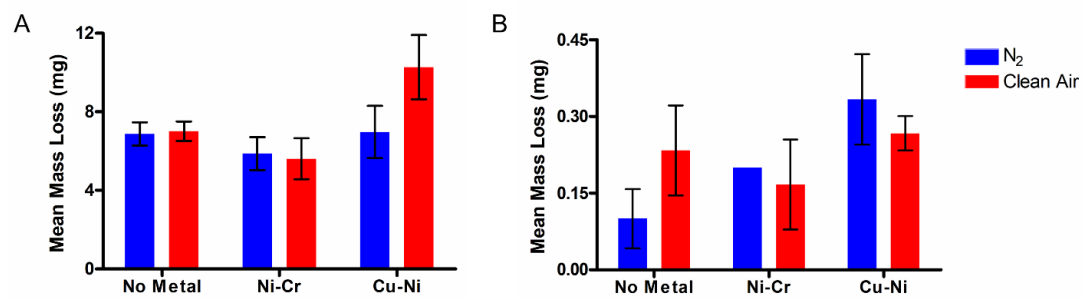 A
Mean Mass Loss (mg)
12
8
4
0
No Metal Ni-Cr Cu-Ni
B
Mean Mass Loss (mg)
0.45
0.30
0.15
0.00
No Metal Ni-Cr Cu-Ni
N₂
Clean Air